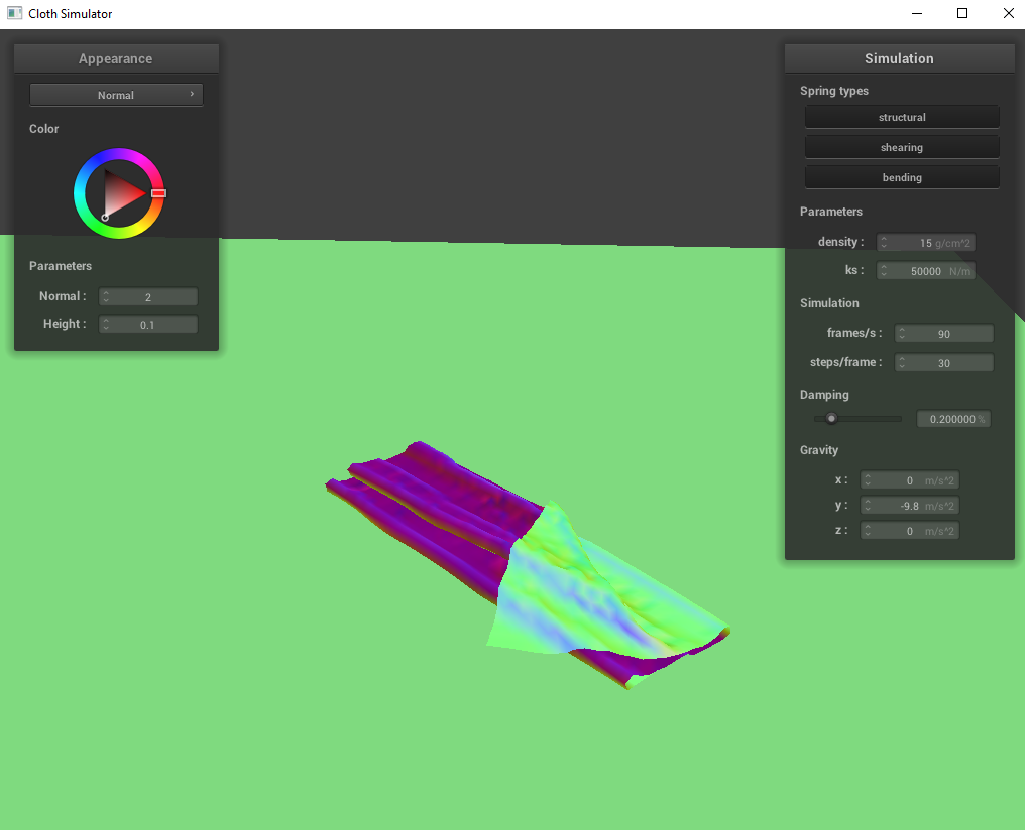 Cloth Simulator
Appearance
Normal
Color
Parameters
Normal : 2
Height : 0.1
Simulation
Spring types
structural
shearing
bending
Parameters
density : 15 g/cm^2
ks : 50000 N/m
Simulation
frames/s : 90
steps/frame : 30
Damping
0.200000 %
Gravity
x : 0 m/s^2
y : -9.8 m/s^2
z : 0 m/s^2